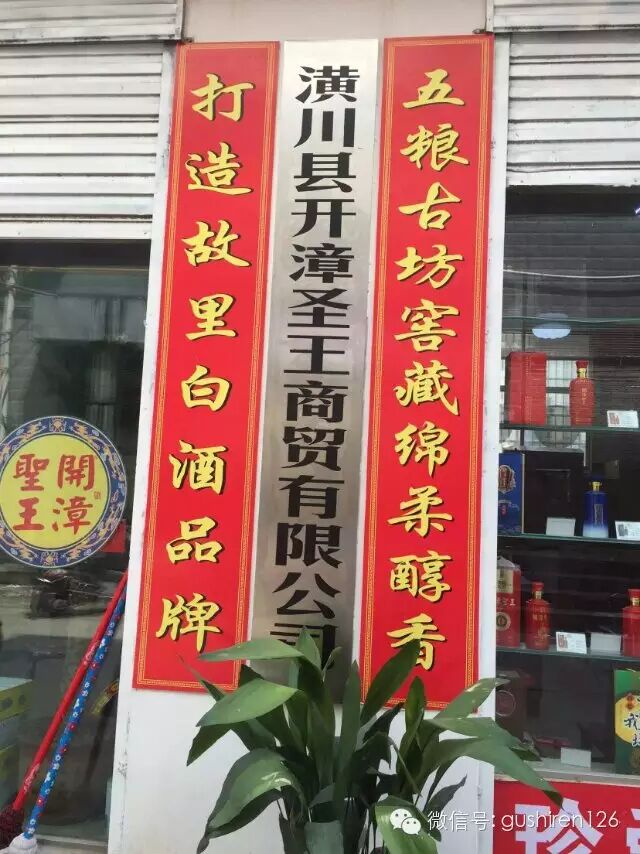 五粮古坊窖藏绵柔醇香
潢川县开漳圣王商贸有限公司
打造故里白酒品牌
開漳
聖王
微信号: gushiren126